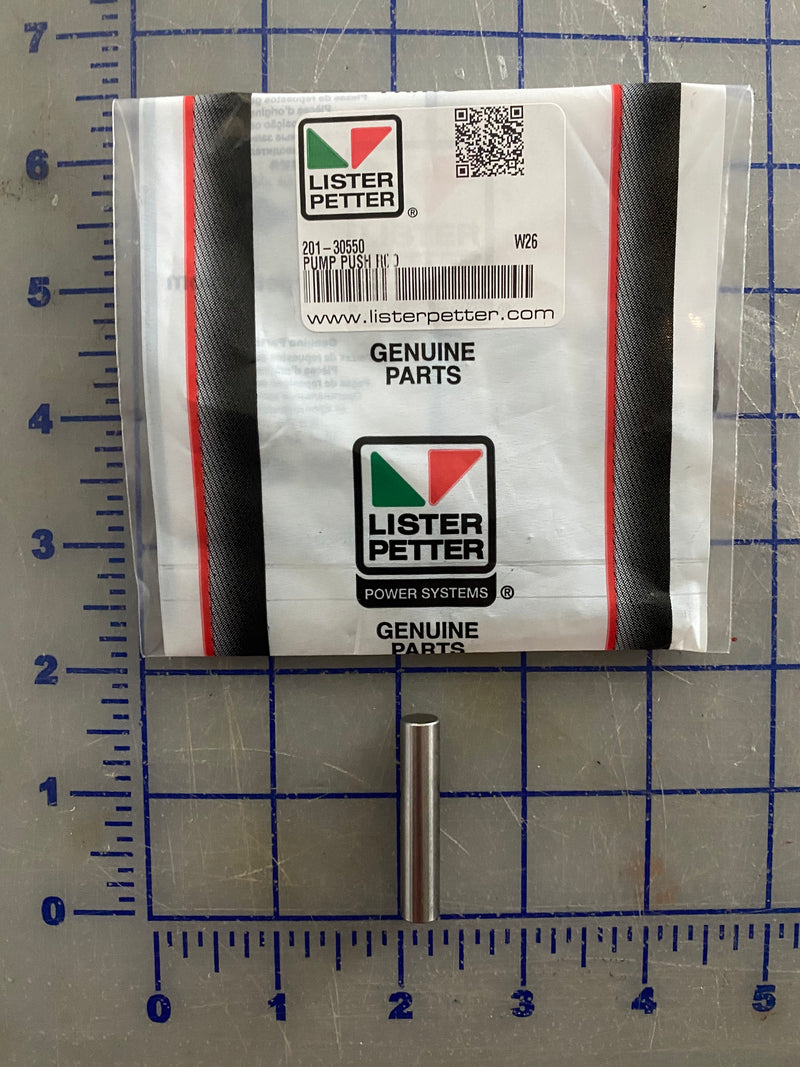 7
6
5
4
3
2
1
0
LISTER
PETTER
®
201-30550 W26
PUMP PUSH
www.listerpetter.com
GENUINE
PARTS
LISTER
PETTER
POWER SYSTEMS ®
GENUINE
PARTS
0 1 2 3 4 5